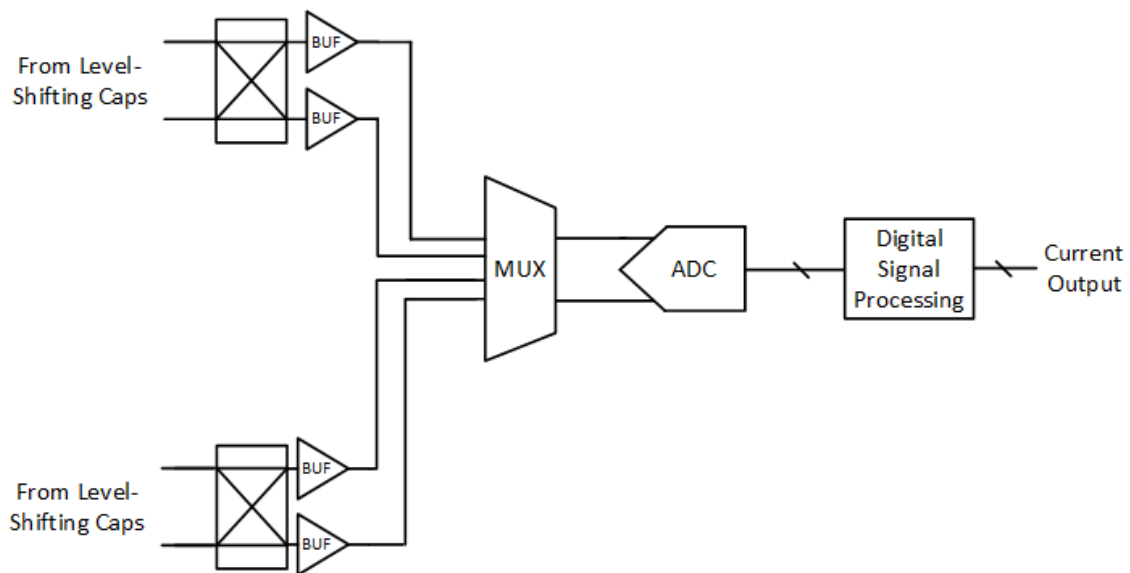 From Level-
Shifting Caps
BUF
BUF
MUX
ADC
Digital
Signal
Processing
Current
Output
From Level-
Shifting Caps
BUF
BUF